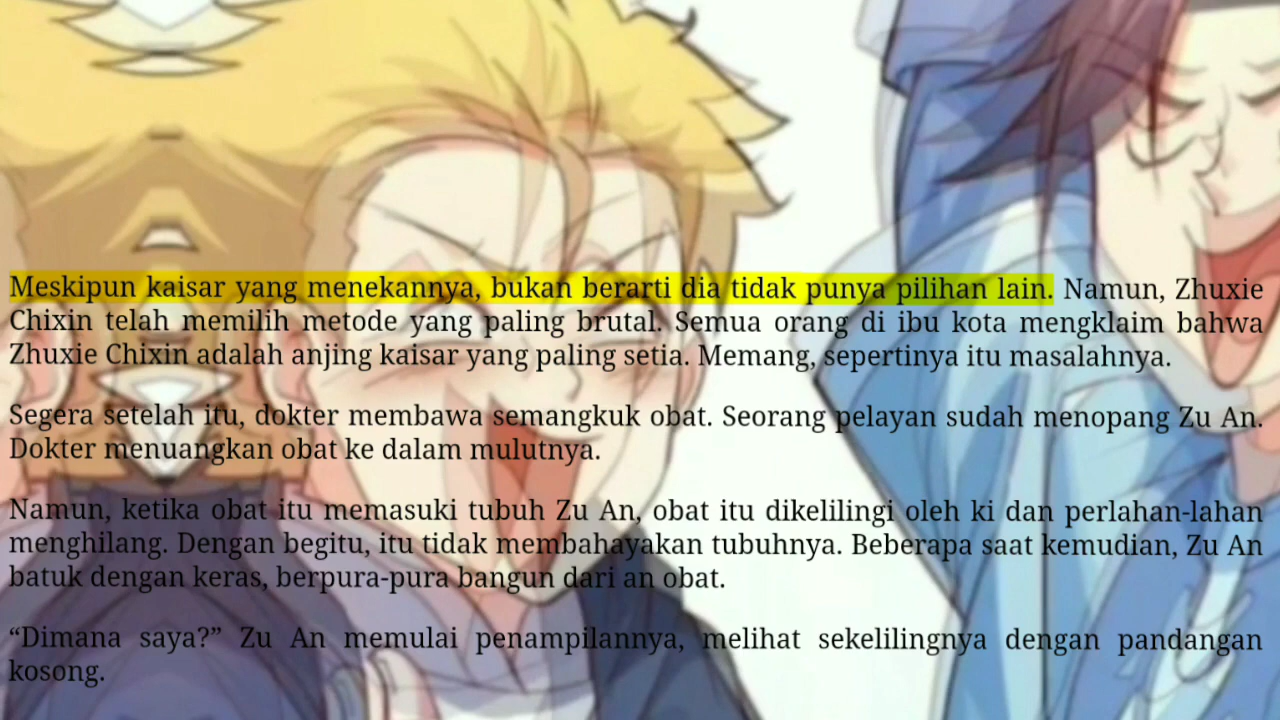 Meskipun kaisar yang menekannya, bukan berarti dia tidak punya pilihan lain. Namun, Zhuxie
Chixin telah memilih metode yang paling brutal. Semua orang di ibu kota mengklaim bahwa
Zhuxie Chixin adalah anjing kaisar yang paling setia. Memang, sepertinya itu masalahnya.
Segera setelah itu, dokter membawa semangkuk obat. Seorang pelayan sudah menopang Zu An.
Dokter menuangkan obat ke dalam mulutnya.
Namun, ketika obat itu memasuki tubuh Zu An, obat itu dikelilingi oleh ki dan perlahan-lahan
menghilang. Dengan begitu, itu tidak membahayakan tubuhnya. Beberapa saat kemudian, Zu An
batuk dengan keras, berpura-pura bangun dari an obat.
“Dimana saya?” Zu An memulai penampilannya, melihat sekelilingnya dengan pandangan
kosong.